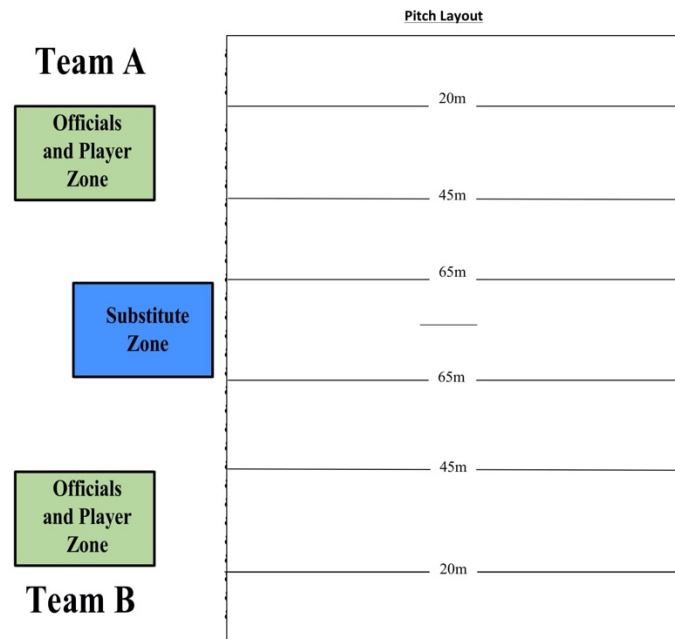 Pitch Layout
Team A
20m
Officials
and Player
Zone
45m
65m
Substitute
Zone
65m
45m
Officials
and Player
Zone
20m
Team B